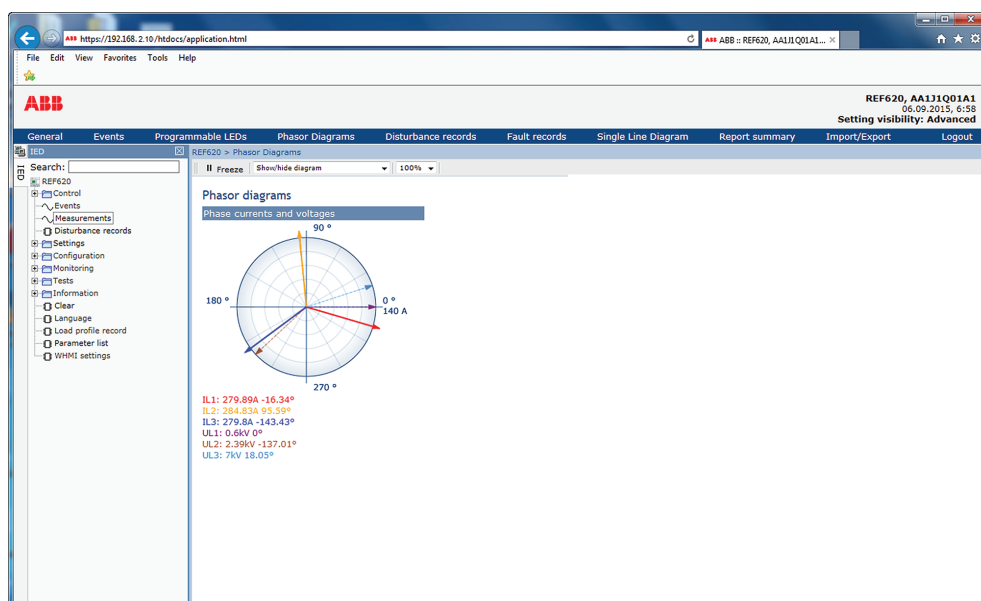 ABB https://192.168.2.10/htdocs/application.html
ABB ABB :: REF620, AA1J1Q01A1...
File Edit View Favorites Tools Help
ABB
REF620, AA1J1Q01A1
06.09.2015, 6:58
Setting visibility: Advanced
General Events Programmable LEDs Phasor Diagrams Disturbance records Fault records Single Line Diagram Report summary Import/Export Logout
IED
IED
Search:
REF620
Control
Events
Measurements
Disturbance records
Settings
Configuration
Monitoring
Tests
Information
Clear
Language
Load profile record
Parameter list
WHMI settings
REF620 > Phasor Diagrams
Freeze Show/hide diagram 100%
Phasor diagrams
Phase currents and voltages
90 °
180 °
0 °
140 A
270 °
IL1: 279.89A -16.34°
IL2: 284.83A 95.59°
IL3: 279.8A -143.43°
UL1: 0.6kV 0°
UL2: 2.39kV -137.01°
UL3: 7kV 18.05°